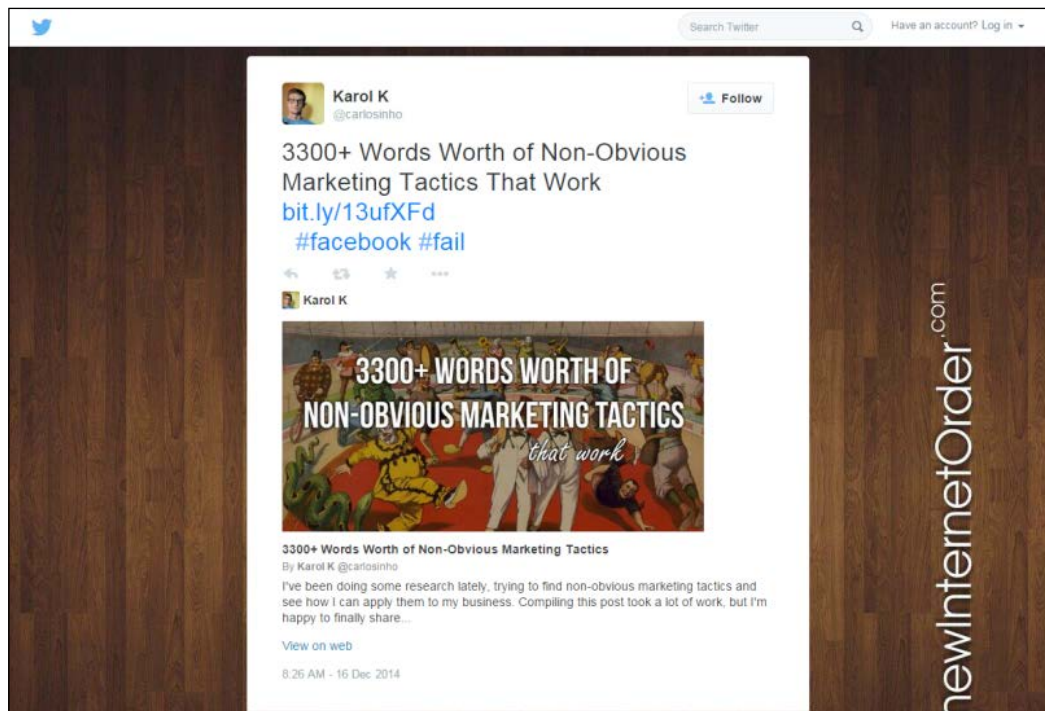 Search Twitter
Have an account? Log in
Karol K
@carlosinho
Follow
3300+ Words Worth of Non-Obvious
Marketing Tactics That Work
bit.ly/13ufXFd
#facebook #fail
Karol K
3300+ WORDS WORTH OF
NON-OBVIOUS MARKETING TACTICS
that work
3300+ Words Worth of Non-Obvious Marketing Tactics
By Karol K @carlosinho
I've been doing some research lately, trying to find non-obvious marketing tactics and
see how I can apply them to my business. Compiling this post took a lot of work, but I'm
happy to finally share...
View on web
8:26 AM - 16 Dec 2014
newInternetOrder.com